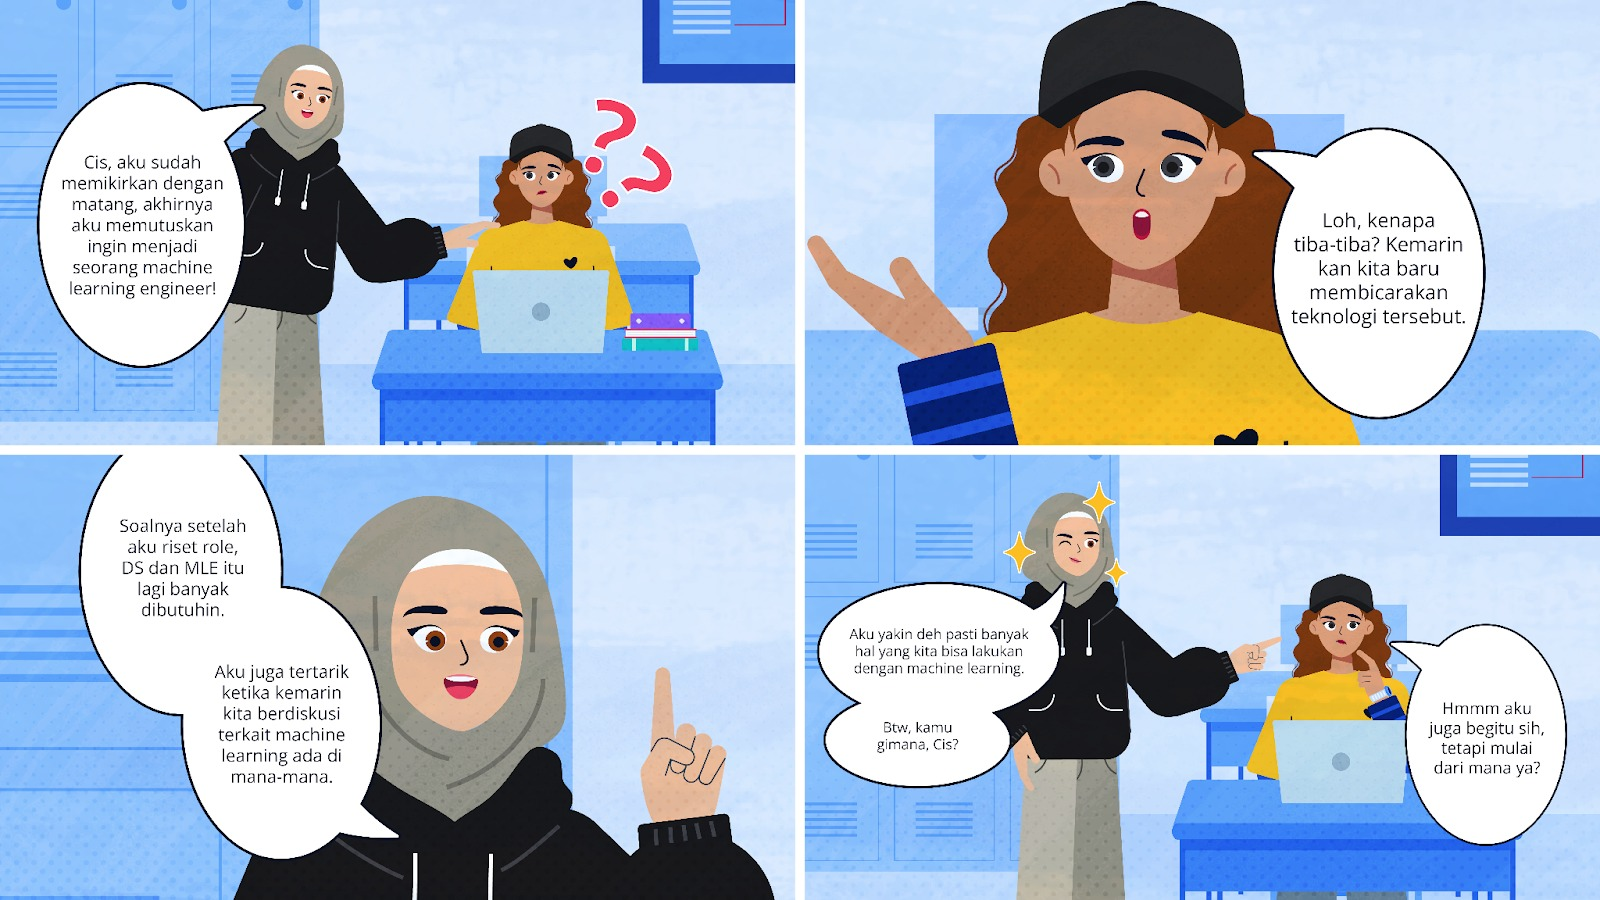 Cis, aku sudah
memikirkan dengan
matang, akhirnya
aku memutuskan
ingin menjadi
seorang machine
learning engineer!
Loh, kenapa
tiba-tiba? Kemarin
kan kita baru
membicarakan
teknologi tersebut.
Soalnya setelah
aku riset role,
DS dan MLE itu
lagi banyak
dibutuhin.
Aku juga tertarik
ketika kemarin
kita berdiskusi
terkait machine
learning ada di
mana-mana.
Aku yakin deh pasti banyak
hal yang kita bisa lakukan
dengan machine learning.
Btw, kamu
gimana, Cis?
Hmmm aku
juga begitu sih,
tetapi mulai
dari mana ya?